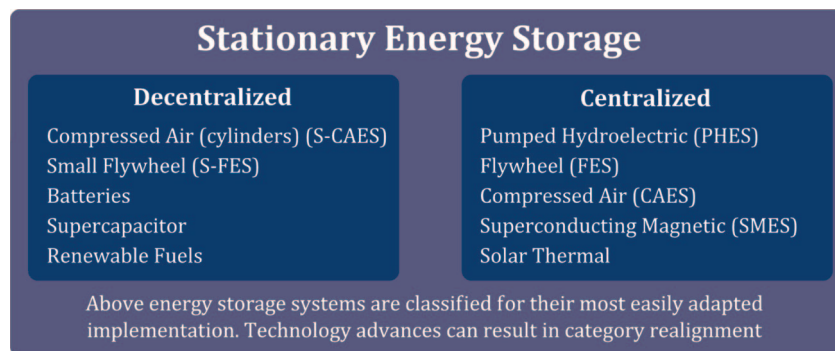 Stationary Energy Storage
Decentralized
Compressed Air (cylinders) (S-CAES)
Small Flywheel (S-FES)
Batteries
Supercapacitor
Renewable Fuels
Centralized
Pumped Hydroelectric (PHES)
Flywheel (FES)
Compressed Air (CAES)
Superconducting Magnetic (SMES)
Solar Thermal
Above energy storage systems are classified for their most easily adapted
implementation. Technology advances can result in category realignment